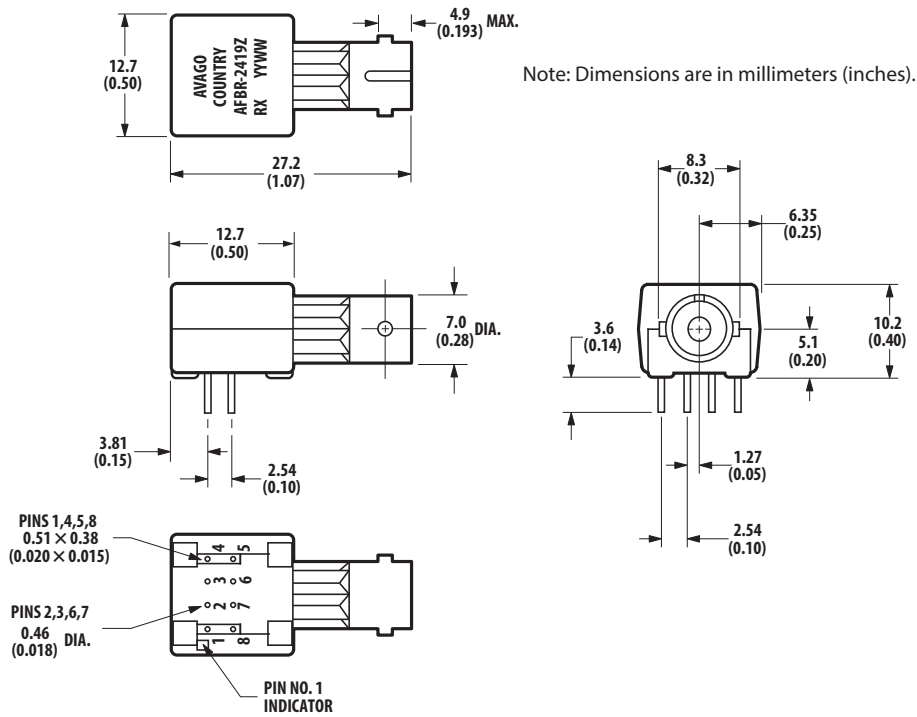 4.9
(0.193) MAX.
12.7
(0.50)
AVAGO
COUNTRY
AFBR-2419Z
RX YYWW
Note: Dimensions are in millimeters (inches).
27.2
(1.07)
8.3
(0.32)
6.35
(0.25)
12.7
(0.50)
7.0
(0.28) DIA.
3.6
(0.14)
5.1
(0.20)
10.2
(0.40)
3.81
(0.15)
2.54
(0.10)
1.27
(0.05)
2.54
(0.10)
PINS 1,4,5,8
0.51 × 0.38
(0.020 × 0.015)
4 5
3 6
2 7
1 8
PINS 2,3,6,7
0.46
(0.018) DIA.
PIN NO. 1
INDICATOR